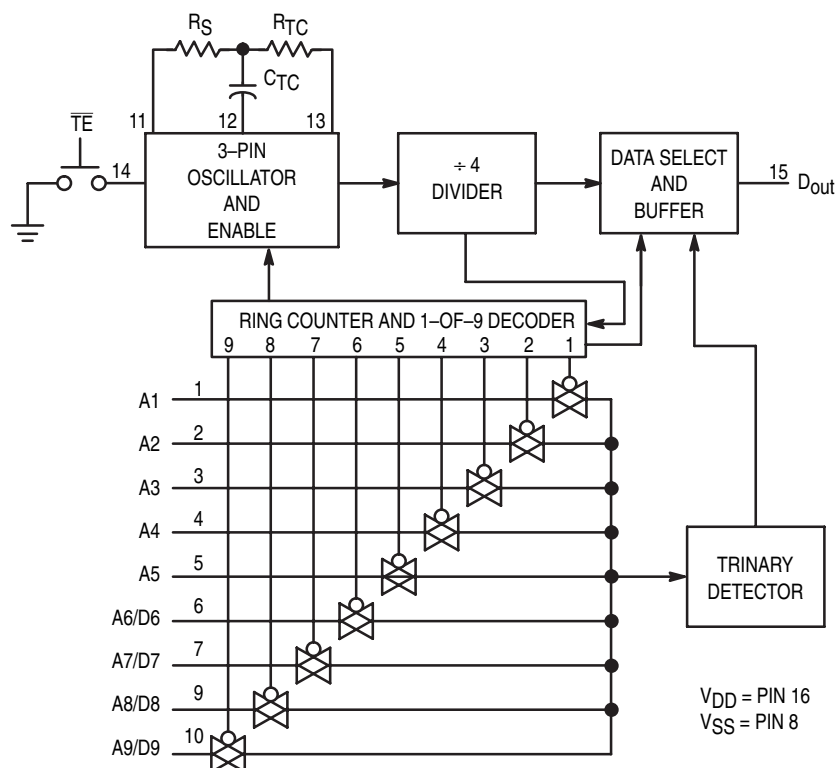 RS
RTC
CTC
11
12
13
TE
14
3–PIN
OSCILLATOR
AND
ENABLE
÷ 4
DIVIDER
DATA SELECT
AND
BUFFER
15
Dout
RING COUNTER AND 1–OF–9 DECODER
9 8 7 6 5 4 3 2 1
A1 1
A2 2
A3 3
A4 4
A5 5
A6/D6 6
A7/D7 7
A8/D8 9
A9/D9 10
TRINARY
DETECTOR
VDD = PIN 16
VSS = PIN 8